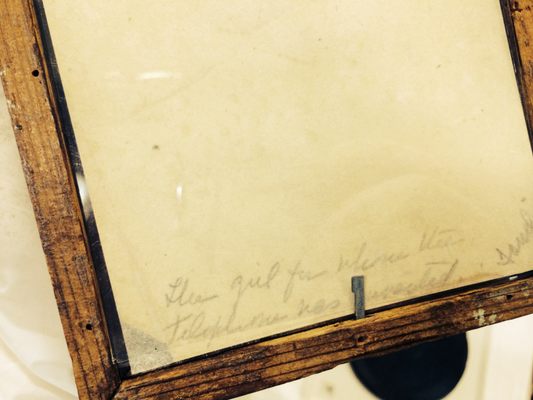 The girl for whom the
telephone was invented